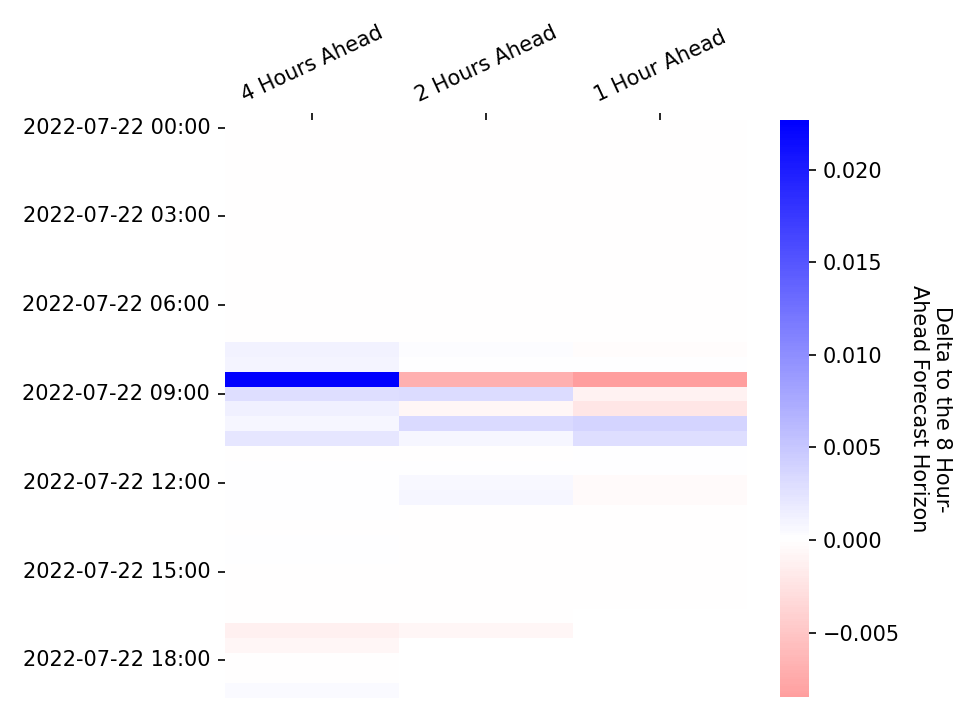 4 Hours Ahead
2 Hours Ahead
1 Hour Ahead
2022-07-22 00:00
2022-07-22 03:00
2022-07-22 06:00
2022-07-22 09:00
2022-07-22 12:00
2022-07-22 15:00
2022-07-22 18:00
0.020
0.015
0.010
0.005
0.000
−0.005
Delta to the 8 Hour-
Ahead Forecast Horizon